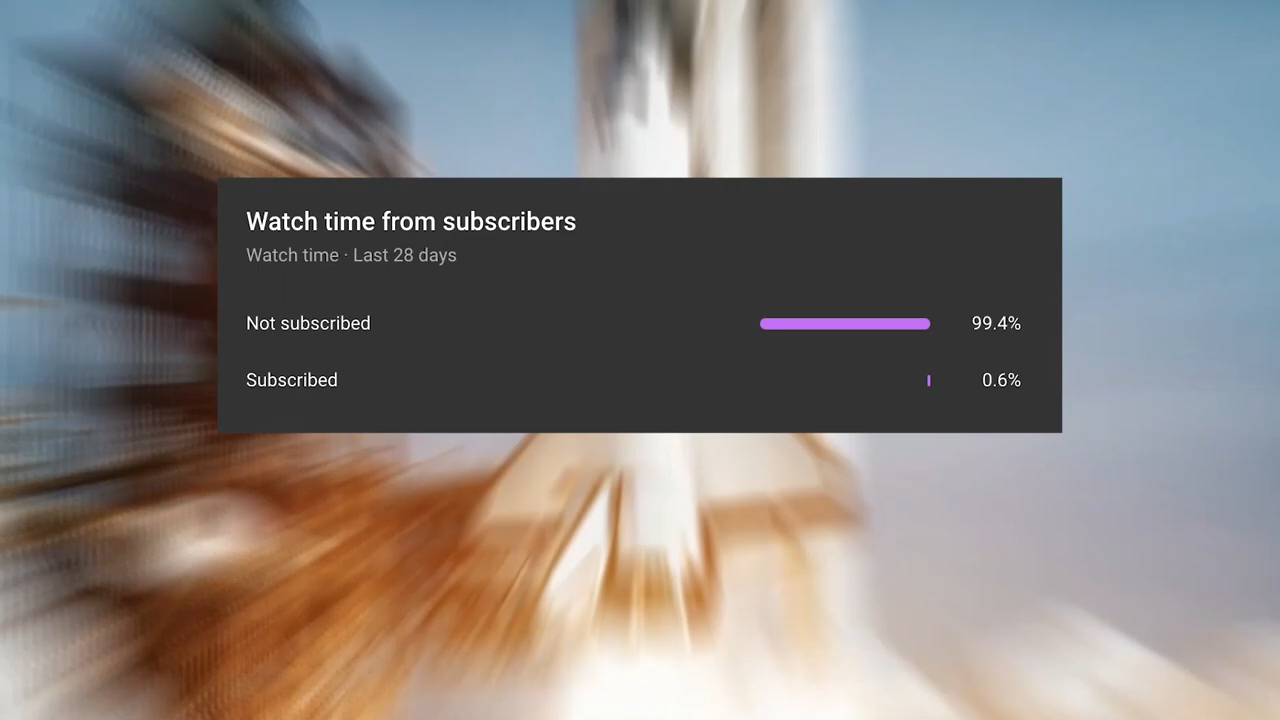 Watch time from subscribers
Watch time · Last 28 days
Not subscribed 99.4%
Subscribed 0.6%